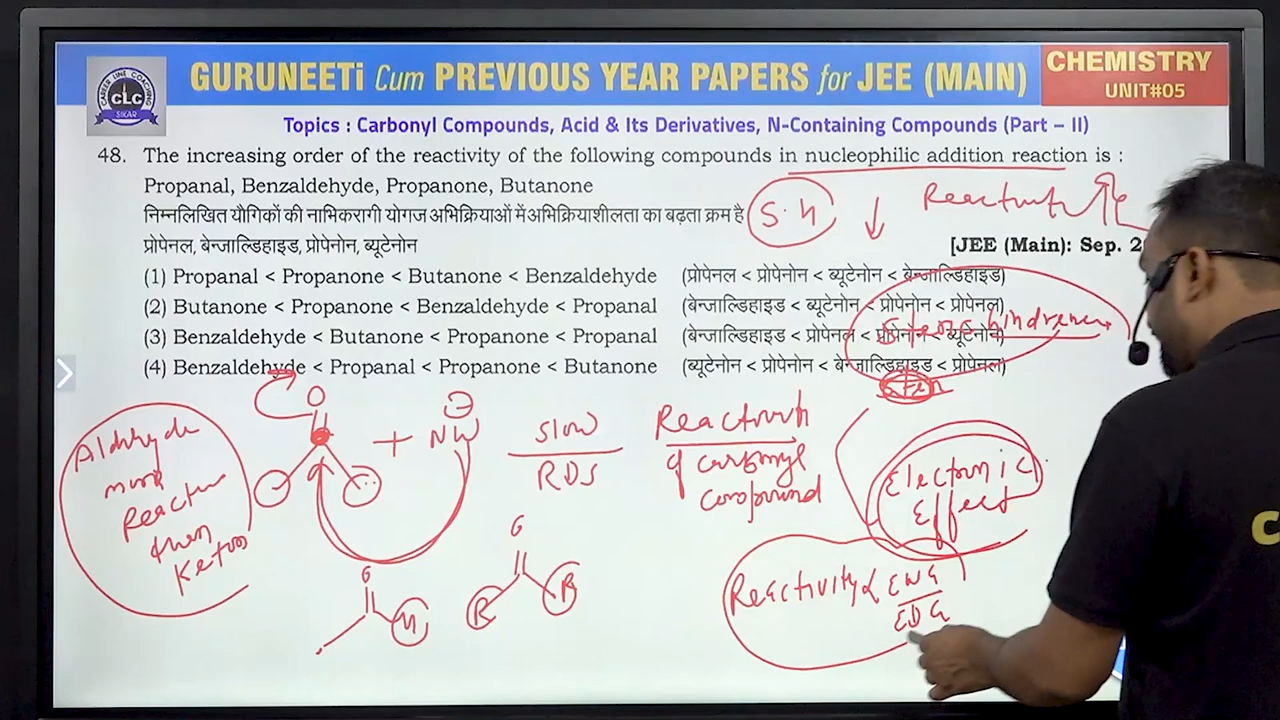 GURUNEETi Cum PREVIOUS YEAR PAPERS for JEE (MAIN)
CHEMISTRY
UNIT#05
CLC
SIKAR
Topics : Carbonyl Compounds, Acid & Its Derivatives, N-Containing Compounds (Part – II)
48. The increasing order of the reactivity of the following compounds in nucleophilic addition reaction is :
Propanal, Benzaldehyde, Propanone, Butanone
निम्नलिखित यौगिकों की नाभिकरागी योगज अभिक्रियाओं में अभिक्रियाशीलता का बढ़ता क्रम है
प्रोपेनल, बेन्जाल्डिहाइड, प्रोपेनोन, ब्यूटेनोन
[JEE (Main): Sep. 2
(1) Propanal < Propanone < Butanone < Benzaldehyde (प्रोपेनल < प्रोपेनोन < ब्यूटेनोन < बेन्जाल्डिहाइड)
(2) Butanone < Propanone < Benzaldehyde < Propanal (बेन्जाल्डिहाइड < ब्यूटेनोन < प्रोपेनोन < प्रोपेनल)
(3) Benzaldehyde < Butanone < Propanone < Propanal (बेन्जाल्डिहाइड < प्रोपेनल < प्रोपेनोन < ब्यूटेनोन)
(4) Benzaldehyde < Propanal < Propanone < Butanone (ब्यूटेनोन < प्रोपेनोन < बेन्जाल्डिहाइड < प्रोपेनल)
S.H ↓ Reactivity ↑
Steric hindrance
Aldehyde
more
Reactive
than
Ketone
O
+ Nu
Slow
RDS
Reactivity
of carbonyl
compound
Electronic
Effect
O
H
O
R R
Reactivity ∝ EWG
EDG
C